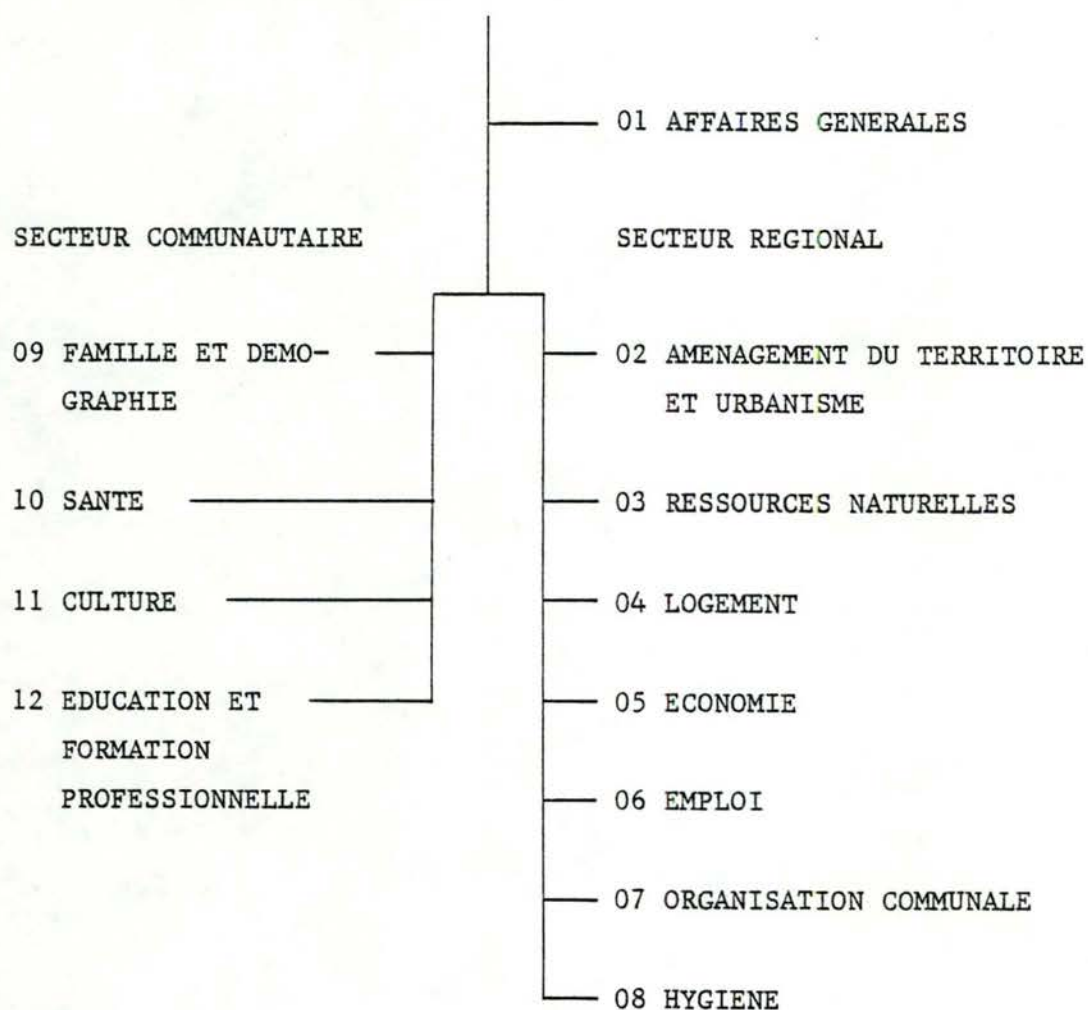 01 AFFAIRES GENERALES
SECTEUR COMMUNAUTAIRE
09 FAMILLE ET DEMO-
GRAPHIE
10 SANTE
11 CULTURE
12 EDUCATION ET
FORMATION
PROFESSIONNELLE
SECTEUR REGIONAL
02 AMENAGEMENT DU TERRITOIRE
ET URBANISME
03 RESSOURCES NATURELLES
04 LOGEMENT
05 ECONOMIE
06 EMPLOI
07 ORGANISATION COMMUNALE
08 HYGIENE